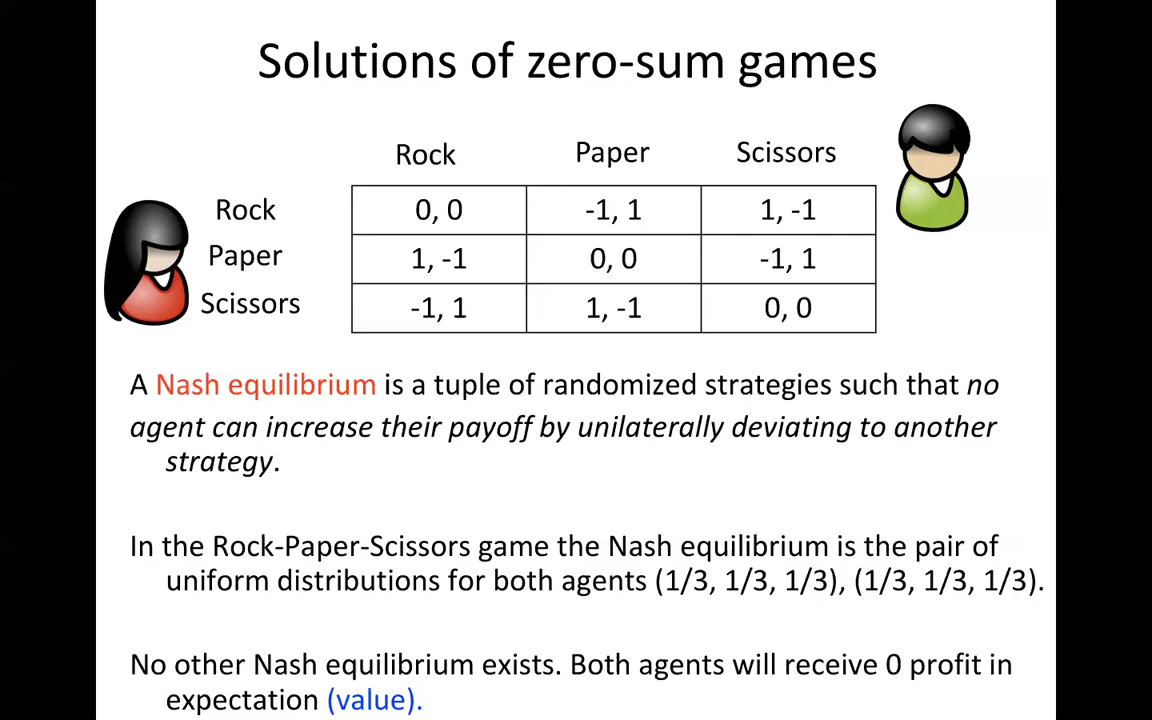 Solutions of zero-sum games
Rock Paper Scissors
Rock 0, 0 -1, 1 1, -1
Paper 1, -1 0, 0 -1, 1
Scissors -1, 1 1, -1 0, 0
A Nash equilibrium is a tuple of randomized strategies such that no
agent can increase their payoff by unilaterally deviating to another
strategy.
In the Rock-Paper-Scissors game the Nash equilibrium is the pair of
uniform distributions for both agents (1/3, 1/3, 1/3), (1/3, 1/3, 1/3).
No other Nash equilibrium exists. Both agents will receive 0 profit in
expectation (value).